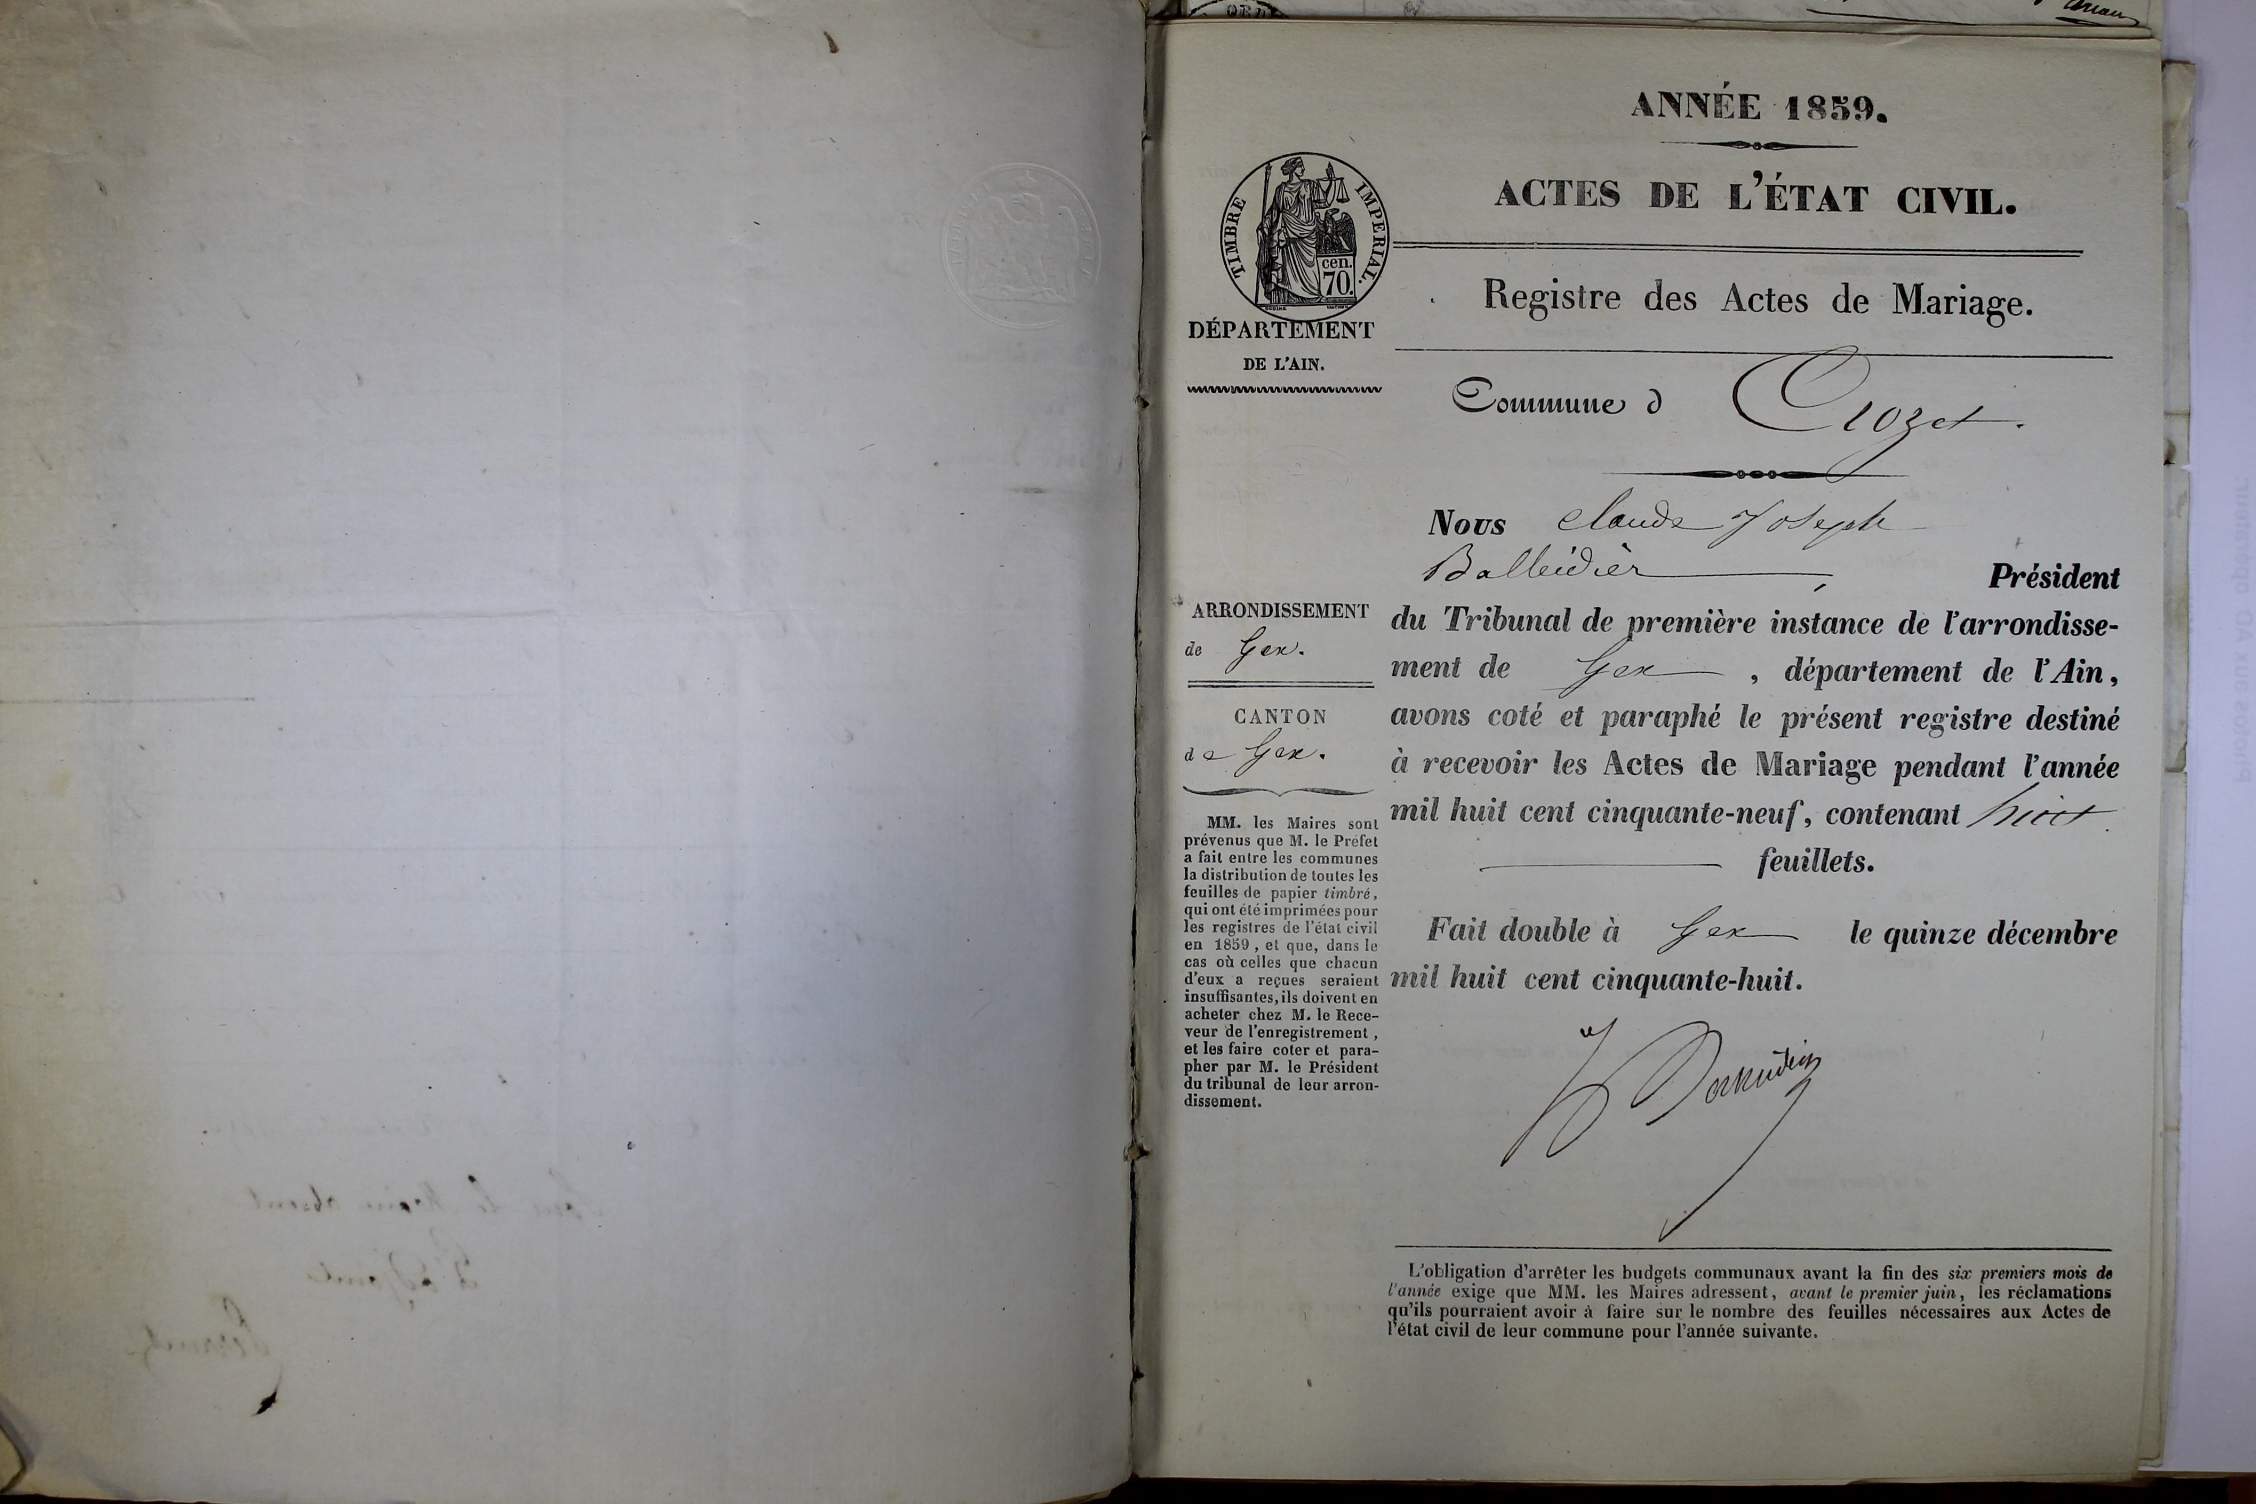 ANNÉE 1859.
ACTES DE L'ÉTAT CIVIL.
TIMBRE IMPERIAL.
cen.
70.
Registre des Actes de Mariage.
DÉPARTEMENT
DE L'AIN.
Commune d Crozet.
Nous Claude Joseph
Balleidier, Président
du Tribunal de première instance de l'arrondisse-
ment de Gex, département de l'Ain,
avons coté et paraphé le présent registre destiné
à recevoir les Actes de Mariage pendant l'année
mil huit cent cinquante-neuf, contenant huit
feuillets.
Fait double à Gex le quinze décembre
mil huit cent cinquante-huit.
ARRONDISSEMENT
de Gex.
CANTON
de Gex.
MM. les Maires sont
prévenus que M. le Préfet
a fait entre les communes
la distribution de toutes les
feuilles de papier timbré,
qui ont été imprimées pour
les registres de l'état civil
en 1859, et que, dans le
cas où celles que chacun
d'eux a reçues seraient
insuffisantes, ils doivent en
acheter chez M. le Rece-
veur de l'enregistrement,
et les faire coter et para-
pher par M. le Président
du tribunal de leur arron-
dissement.
L'obligation d'arrêter les budgets communaux avant la fin des six premiers mois de
l'année exige que MM. les Maires adressent, avant le premier juin, les réclamations
qu'ils pourraient avoir à faire sur le nombre des feuilles nécessaires aux Actes de
l'état civil de leur commune pour l'année suivante.